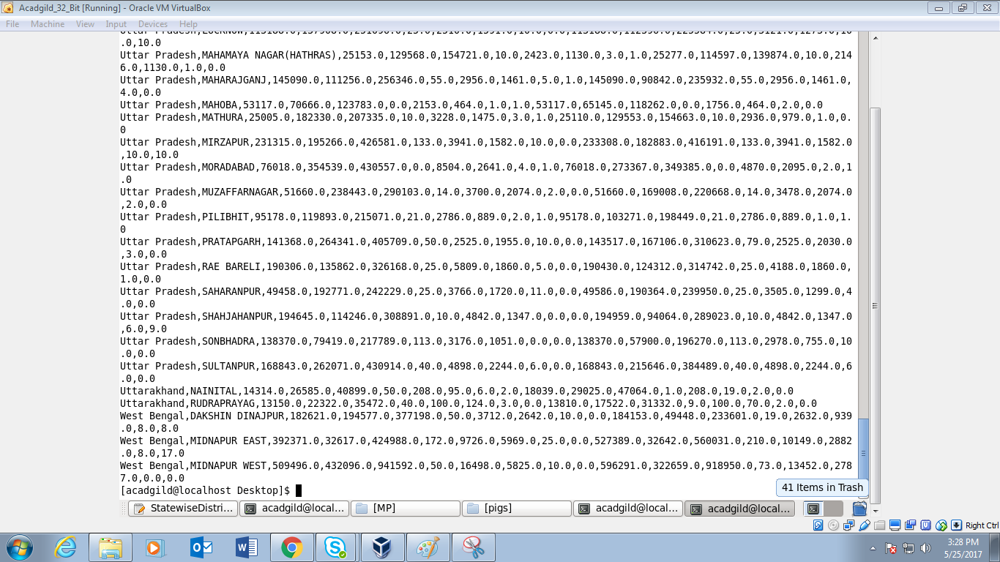 Acadgild_32_Bit [Running] - Oracle VM VirtualBox
File Machine View Input Devices Help
.0,10.0
Uttar Pradesh,MAHAMAYA NAGAR(HATHRAS),25153.0,129568.0,154721.0,10.0,2423.0,1130.0,3.0,1.0,25277.0,114597.0,139874.0,10.0,214
6.0,1130.0,1.0,0.0
Uttar Pradesh,MAHARAJGANJ,145090.0,111256.0,256346.0,55.0,2956.0,1461.0,5.0,1.0,145090.0,90842.0,235932.0,55.0,2956.0,1461.0,
4.0,0.0
Uttar Pradesh,MAHOBA,53117.0,70666.0,123783.0,0.0,2153.0,464.0,1.0,1.0,53117.0,65145.0,118262.0,0.0,1756.0,464.0,2.0,0.0
Uttar Pradesh,MATHURA,25005.0,182330.0,207335.0,10.0,3228.0,1475.0,3.0,1.0,25110.0,129553.0,154663.0,10.0,2936.0,979.0,1.0,0.
0
Uttar Pradesh,MIRZAPUR,231315.0,195266.0,426581.0,133.0,3941.0,1582.0,10.0,0.0,233308.0,182883.0,416191.0,133.0,3941.0,1582.0
,10.0,10.0
Uttar Pradesh,MORADABAD,76018.0,354539.0,430557.0,0.0,8504.0,2641.0,4.0,1.0,76018.0,273367.0,349385.0,0.0,4870.0,2095.0,2.0,1
.0
Uttar Pradesh,MUZAFFARNAGAR,51660.0,238443.0,290103.0,14.0,3700.0,2074.0,2.0,0.0,51660.0,169008.0,220668.0,14.0,3478.0,2074.0
,2.0,0.0
Uttar Pradesh,PILIBHIT,95178.0,119893.0,215071.0,21.0,2786.0,889.0,2.0,1.0,95178.0,103271.0,198449.0,21.0,2786.0,889.0,1.0,1.
0
Uttar Pradesh,PRATAPGARH,141368.0,264341.0,405709.0,50.0,2525.0,1955.0,10.0,0.0,143517.0,167106.0,310623.0,79.0,2525.0,2030.0
,3.0,0.0
Uttar Pradesh,RAE BARELI,190306.0,135862.0,326168.0,25.0,5809.0,1860.0,5.0,0.0,190430.0,124312.0,314742.0,25.0,4188.0,1860.0,
1.0,0.0
Uttar Pradesh,SAHARANPUR,49458.0,192771.0,242229.0,25.0,3766.0,1720.0,11.0,0.0,49586.0,190364.0,239950.0,25.0,3505.0,1299.0,4
.0,0.0
Uttar Pradesh,SHAHJAHANPUR,194645.0,114246.0,308891.0,10.0,4842.0,1347.0,0.0,0.0,194959.0,94064.0,289023.0,10.0,4842.0,1347.0
,6.0,9.0
Uttar Pradesh,SONBHADRA,138370.0,79419.0,217789.0,113.0,3176.0,1051.0,0.0,0.0,138370.0,57900.0,196270.0,113.0,2978.0,755.0,10
.0,0.0
Uttar Pradesh,SULTANPUR,168843.0,262071.0,430914.0,40.0,4898.0,2244.0,6.0,0.0,168843.0,215646.0,384489.0,40.0,4898.0,2244.0,6
.0,0.0
Uttarakhand,NAINITAL,14314.0,26585.0,40899.0,50.0,208.0,95.0,6.0,2.0,18039.0,29025.0,47064.0,1.0,208.0,19.0,2.0,0.0
Uttarakhand,RUDRAPRAYAG,13150.0,22322.0,35472.0,40.0,100.0,124.0,3.0,0.0,13810.0,17522.0,31332.0,9.0,100.0,70.0,2.0,0.0
West Bengal,DAKSHIN DINAJPUR,182621.0,194577.0,377198.0,50.0,3712.0,2642.0,10.0,0.0,184153.0,49448.0,233601.0,19.0,2632.0,939
.0,8.0,8.0
West Bengal,MIDNAPUR EAST,392371.0,32617.0,424988.0,172.0,9726.0,5969.0,25.0,0.0,527389.0,32642.0,560031.0,210.0,10149.0,2882
.0,8.0,17.0
West Bengal,MIDNAPUR WEST,509496.0,432096.0,941592.0,50.0,16498.0,5825.0,10.0,0.0,596291.0,322659.0,918950.0,73.0,13452.0,278
7.0,0.0,0.0
[acadgild@localhost Desktop]$
41 Items in Trash
StatewiseDistri... acadgild@local... [MP] [pigs] acadgild@local... acadgild@local...
Right Ctrl
3:28 PM
5/25/2017